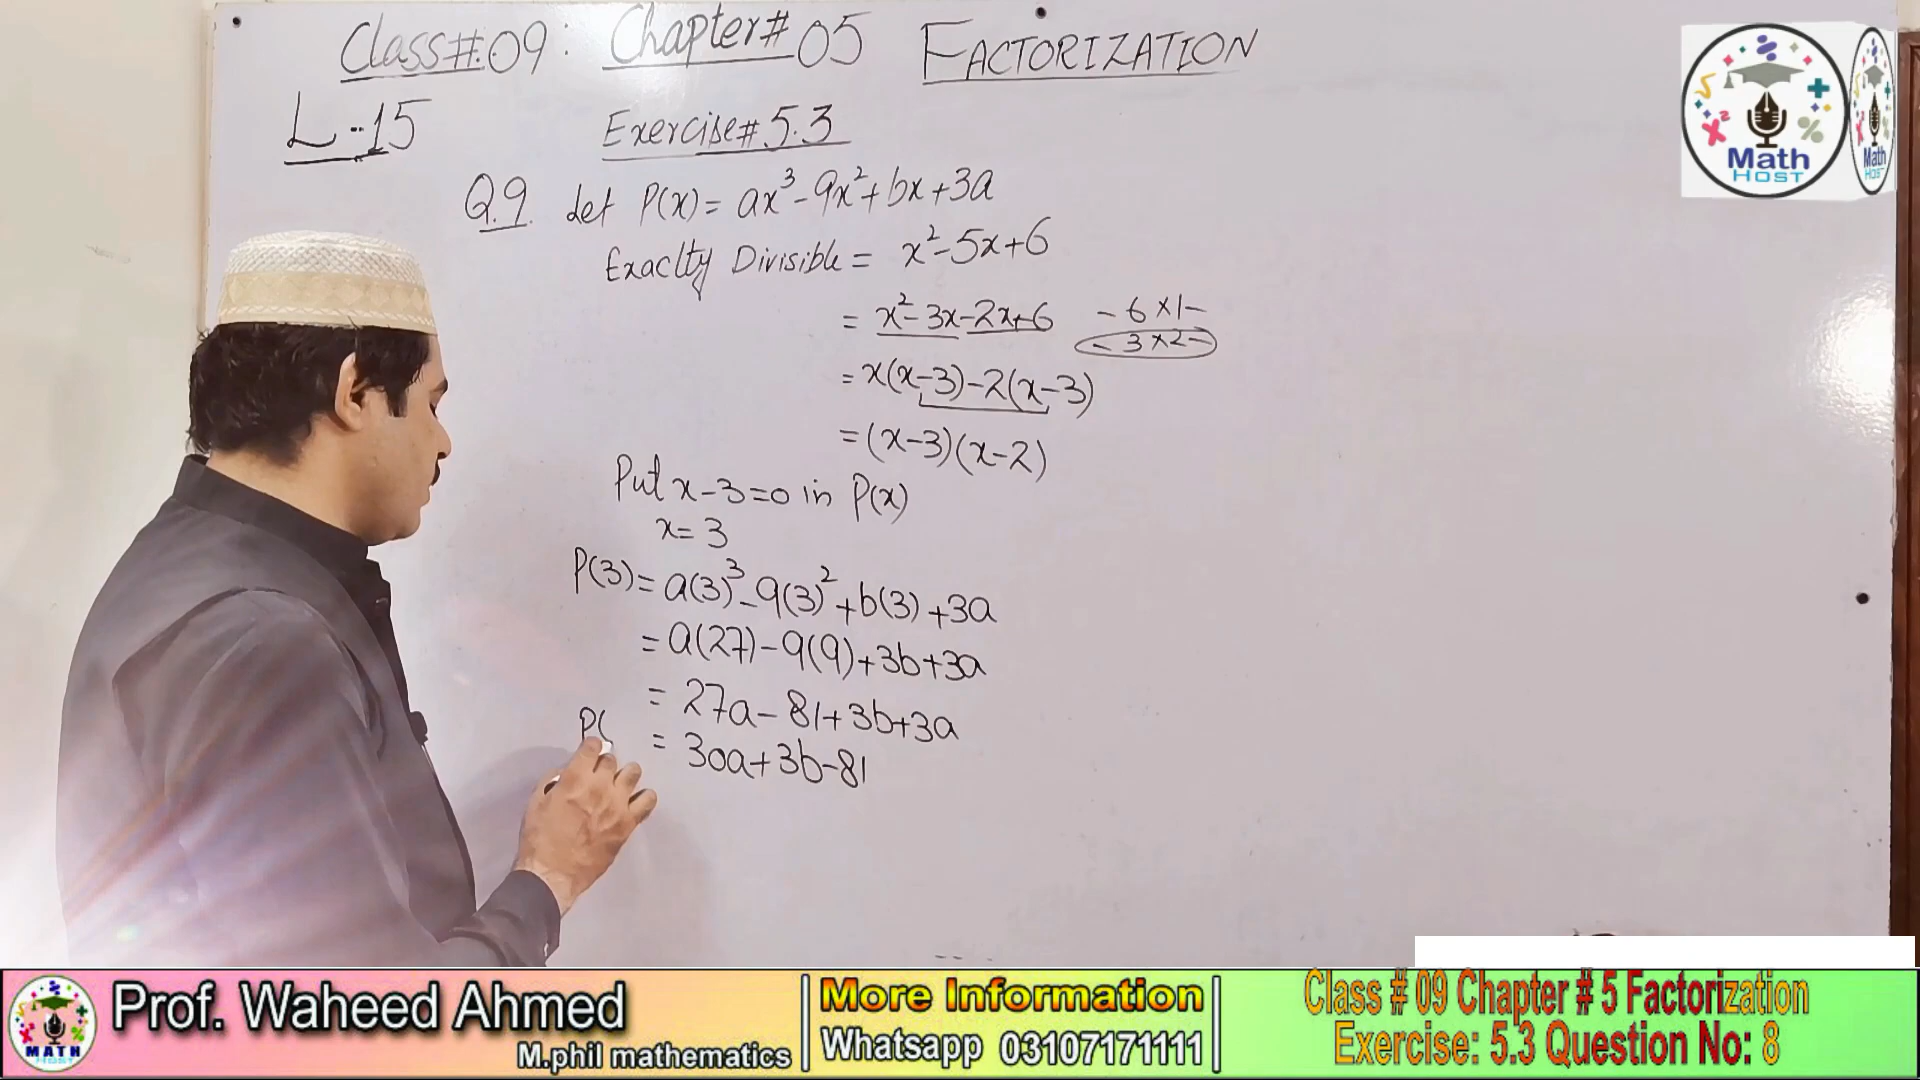 Class#.09: Chapter# 05 FACTORIZATION
L-15 Exercise# 5.3
Q.9. Let P(x) = ax³ - 9x² + bx + 3a
Exaclty Divisible = x² - 5x + 6
= x² - 3x - 2x + 6 - 6 × 1 -
- 3 × 2 -
= x(x-3) - 2(x-3)
= (x-3)(x-2)
Put x-3=0 in P(x)
x = 3
P(3) = a(3)³ - 9(3)² + b(3) + 3a
= a(27) - 9(9) + 3b + 3a
= 27a - 81 + 3b + 3a
P( = 30a + 3b - 81
Math
HOST
Math
HOST
MATH
HOST
Prof. Waheed Ahmed
M.phil mathematics
More Information
Whatsapp 03107171111
Class # 09 Chapter # 5 Factorization
Exercise: 5.3 Question No: 8